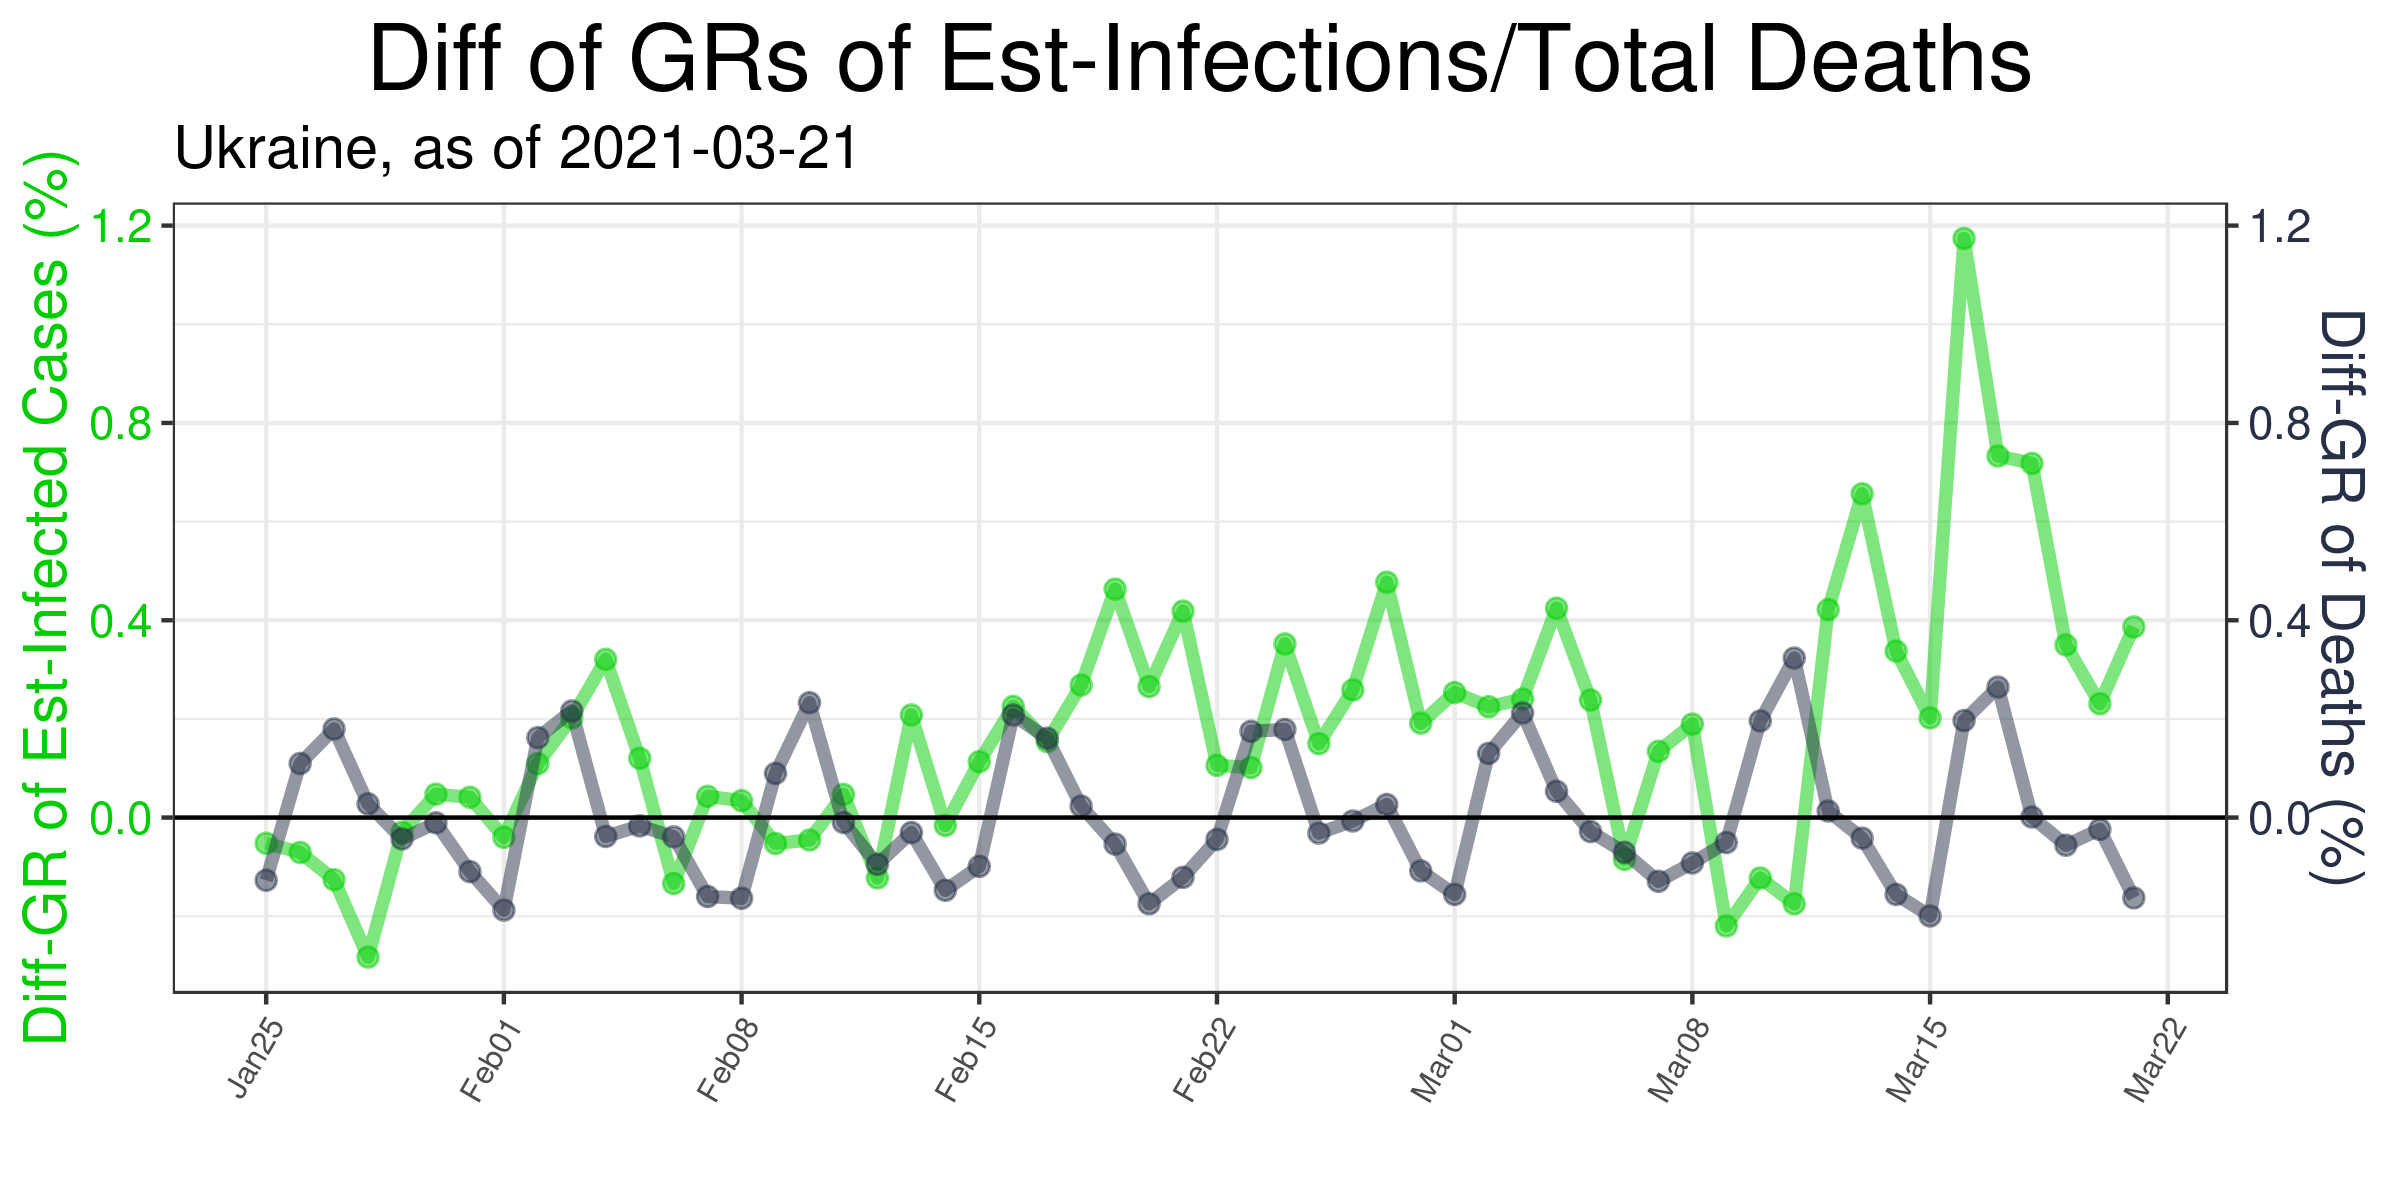 Diff of GRs of Est-Infections/Total Deaths
Ukraine, as of 2021-03-21
Diff-GR of Est-Infected Cases (%)
1.2
0.8
0.4
0.0
1.2
0.8
0.4
0.0
Diff-GR of Deaths (%)
Jan25
Feb01
Feb08
Feb15
Feb22
Mar01
Mar08
Mar15
Mar22